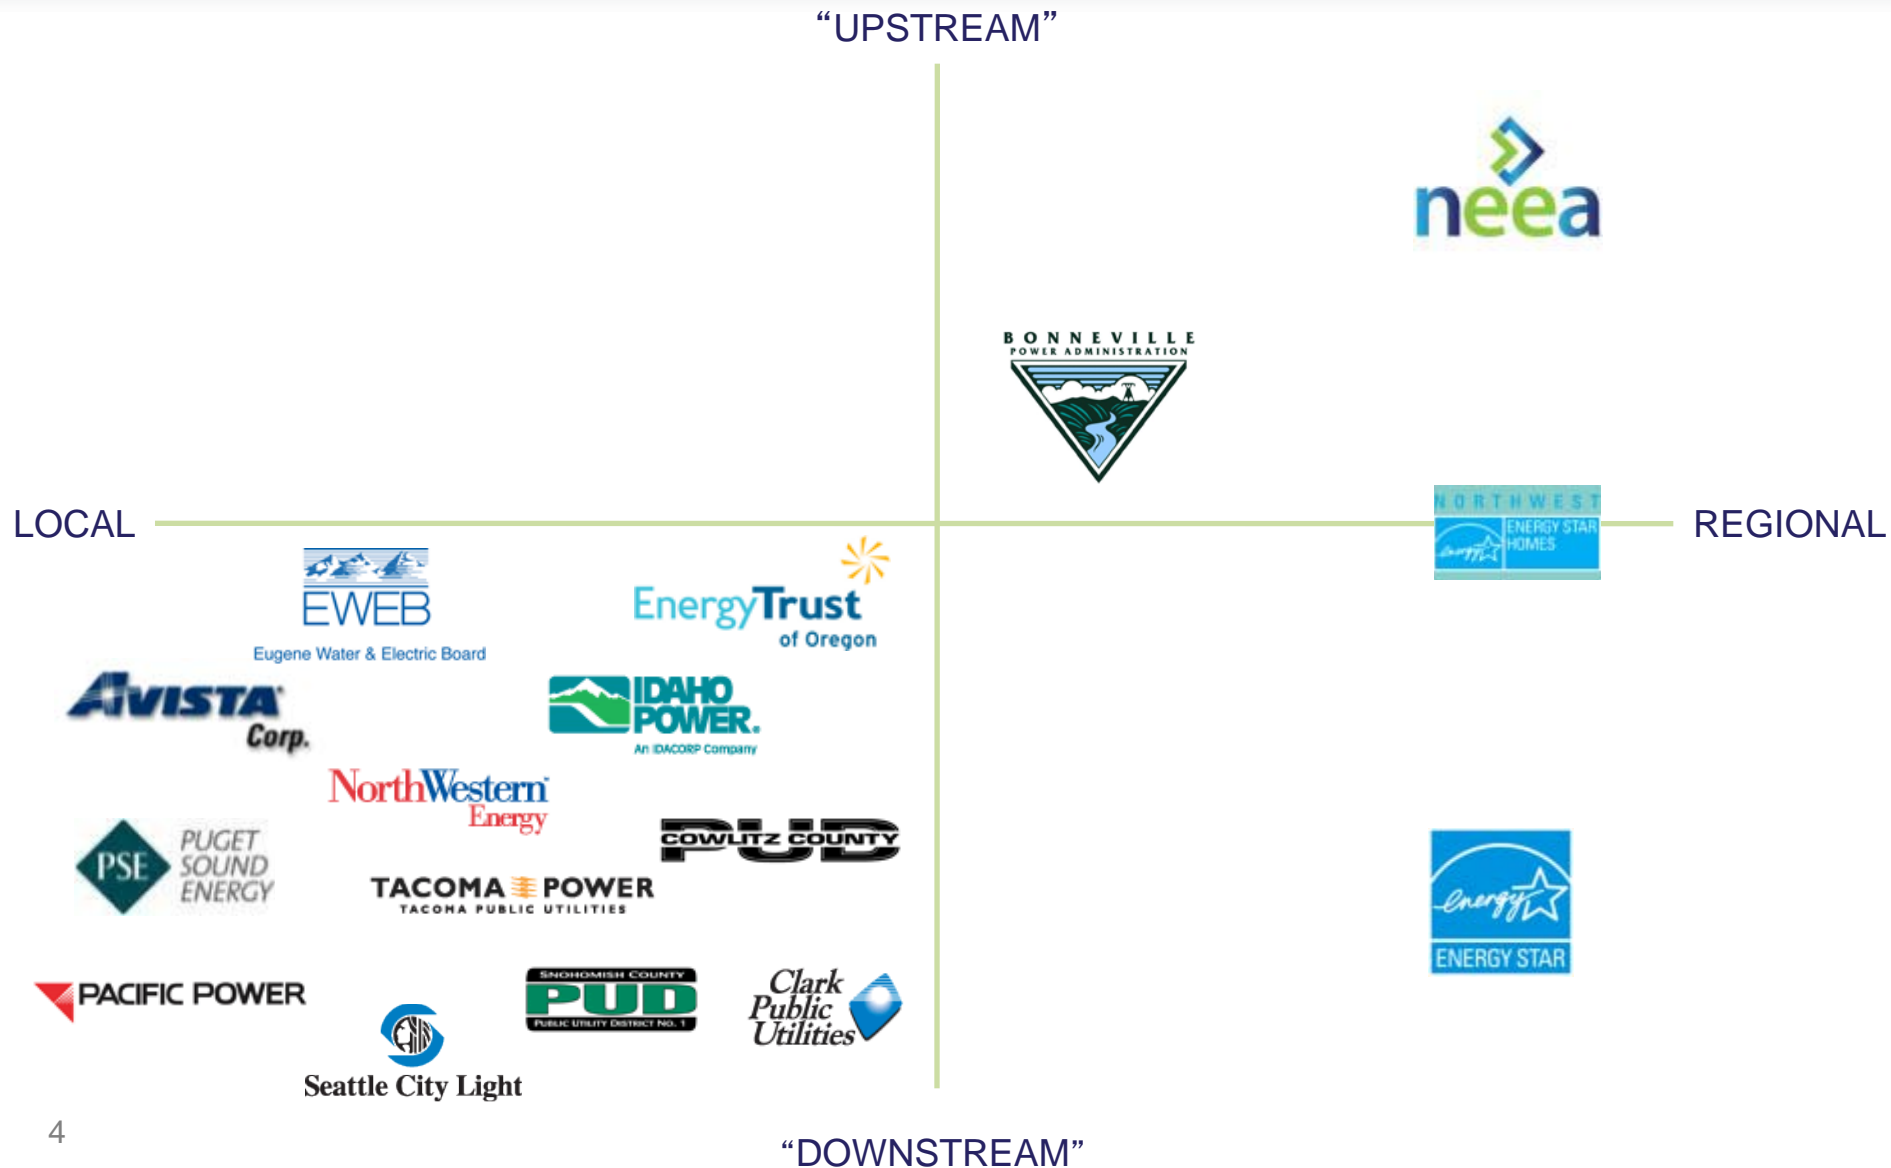 “UPSTREAM”
neea
BONNEVILLE
POWER ADMINISTRATION
LOCAL
REGIONAL
NORTHWEST
ENERGY STAR
HOMES
energy
EWEB
Eugene Water & Electric Board
EnergyTrust
of Oregon
AVISTA
Corp.
IDAHO
POWER®
An IDACORP Company
NorthWestern™
Energy
PSE
PUGET
SOUND
ENERGY
COWLITZ COUNTY
PUD
TACOMA POWER
TACOMA PUBLIC UTILITIES
energy
ENERGY STAR
PACIFIC POWER
SNOHOMISH COUNTY
PUD
PUBLIC UTILITY DISTRICT NO. 1
Clark
Public
Utilities
Seattle City Light
4
“DOWNSTREAM”